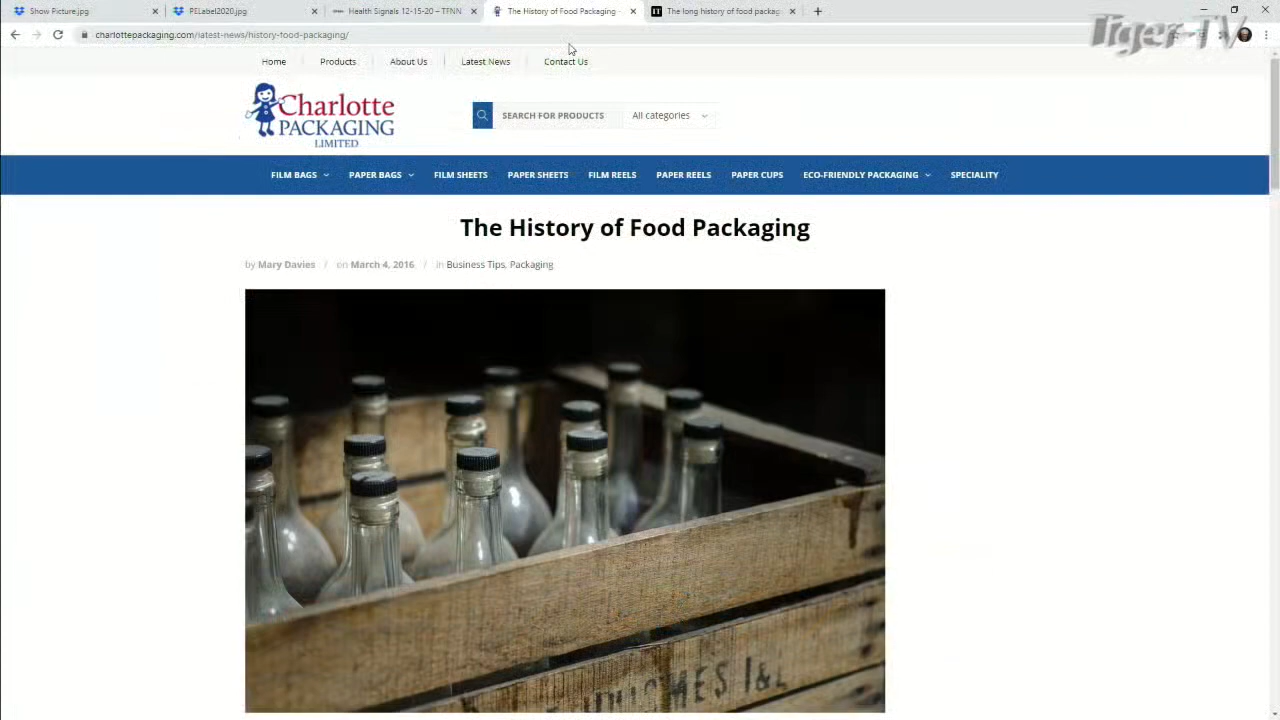 Show Picture.jpg
PELabel2020.jpg
Health Signals 12-15-20 – TFNN
The History of Food Packaging -
The long history of food packag
Tiger TV
charlottepackaging.com/latest-news/history-food-packaging/
Home Products About Us Latest News Contact Us
Charlotte
PACKAGING
LIMITED
SEARCH FOR PRODUCTS All categories
FILM BAGS PAPER BAGS FILM SHEETS PAPER SHEETS FILM REELS PAPER REELS PAPER CUPS ECO-FRIENDLY PACKAGING SPECIALITY
The History of Food Packaging
by Mary Davies / on March 4, 2016 / in Business Tips, Packaging